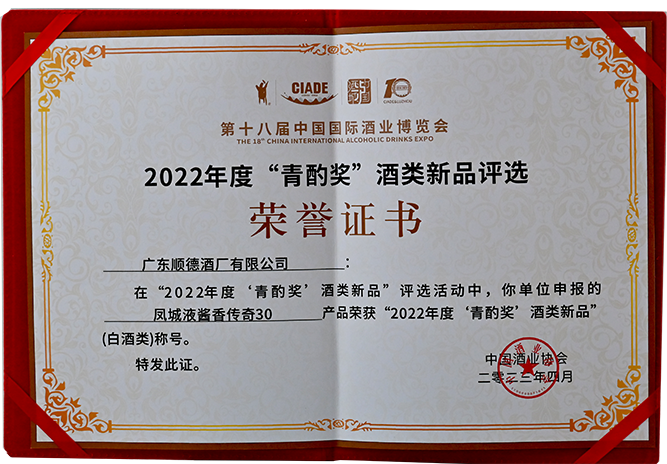 CIADE
第十八届中国国际酒业博览会
THE 18th CHINA INTERNATIONAL ALCOHOLIC DRINKS EXPO
2022年度“青酌奖”酒类新品评选
荣誉证书
广东顺德酒厂有限公司：
在“2022年度‘青酌奖’酒类新品”评选活动中，你单位申报的
凤城液酱香传奇30 产品荣获“2022年度‘青酌奖’酒类新品”
(白酒类)称号。
特发此证。
中国酒业协会
二零二三年四月